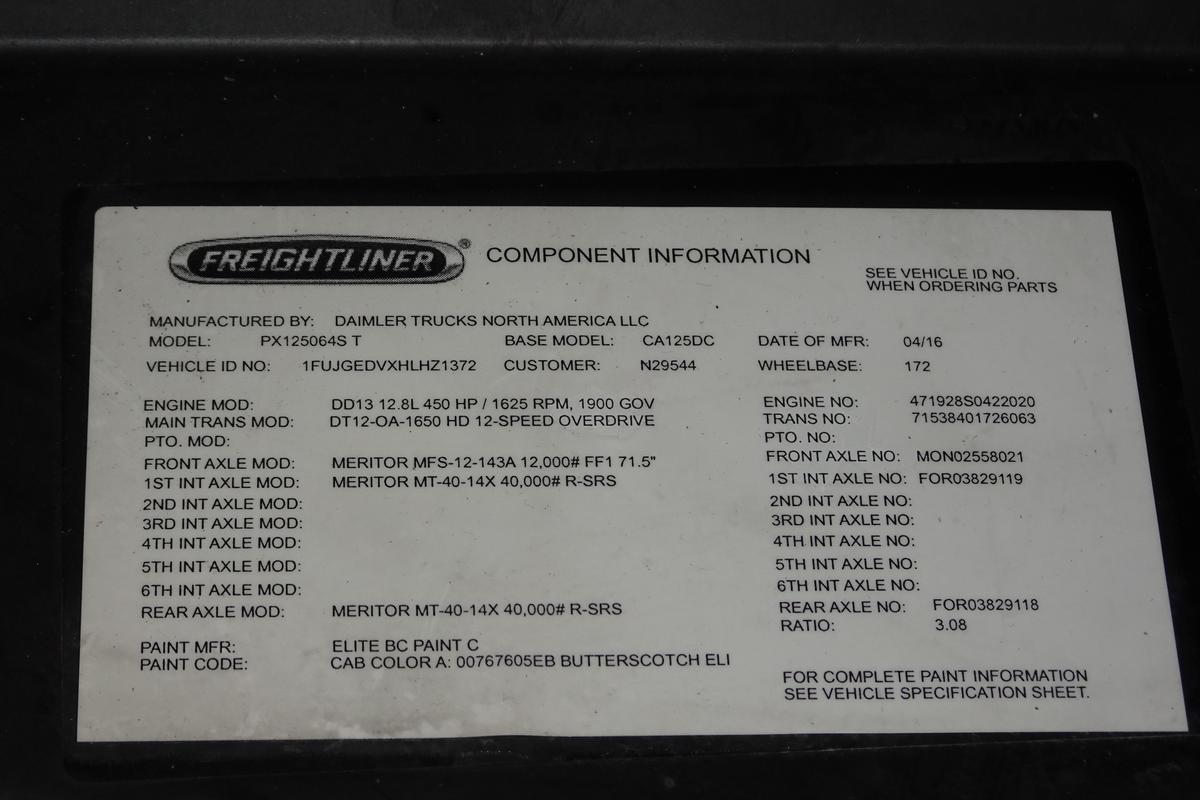 FREIGHTLINER® COMPONENT INFORMATION
SEE VEHICLE ID NO.
WHEN ORDERING PARTS
MANUFACTURED BY: DAIMLER TRUCKS NORTH AMERICA LLC
MODEL: PX125064S T BASE MODEL: CA125DC DATE OF MFR: 04/16
VEHICLE ID NO: 1FUJGEDVXHLHZ1372 CUSTOMER: N29544 WHEELBASE: 172
ENGINE MOD: DD13 12.8L 450 HP / 1625 RPM, 1900 GOV ENGINE NO: 471928S0422020
MAIN TRANS MOD: DT12-OA-1650 HD 12-SPEED OVERDRIVE TRANS NO: 71538401726063
PTO. MOD: PTO. NO:
FRONT AXLE MOD: MERITOR MFS-12-143A 12,000# FF1 71.5" FRONT AXLE NO: MON02558021
1ST INT AXLE MOD: MERITOR MT-40-14X 40,000# R-SRS 1ST INT AXLE NO: FOR03829119
2ND INT AXLE MOD: 2ND INT AXLE NO:
3RD INT AXLE MOD: 3RD INT AXLE NO:
4TH INT AXLE MOD: 4TH INT AXLE NO:
5TH INT AXLE MOD: 5TH INT AXLE NO:
6TH INT AXLE MOD: 6TH INT AXLE NO:
REAR AXLE MOD: MERITOR MT-40-14X 40,000# R-SRS REAR AXLE NO: FOR03829118
RATIO: 3.08
PAINT MFR: ELITE BC PAINT C
PAINT CODE: CAB COLOR A: 00767605EB BUTTERSCOTCH ELI
FOR COMPLETE PAINT INFORMATION
SEE VEHICLE SPECIFICATION SHEET.